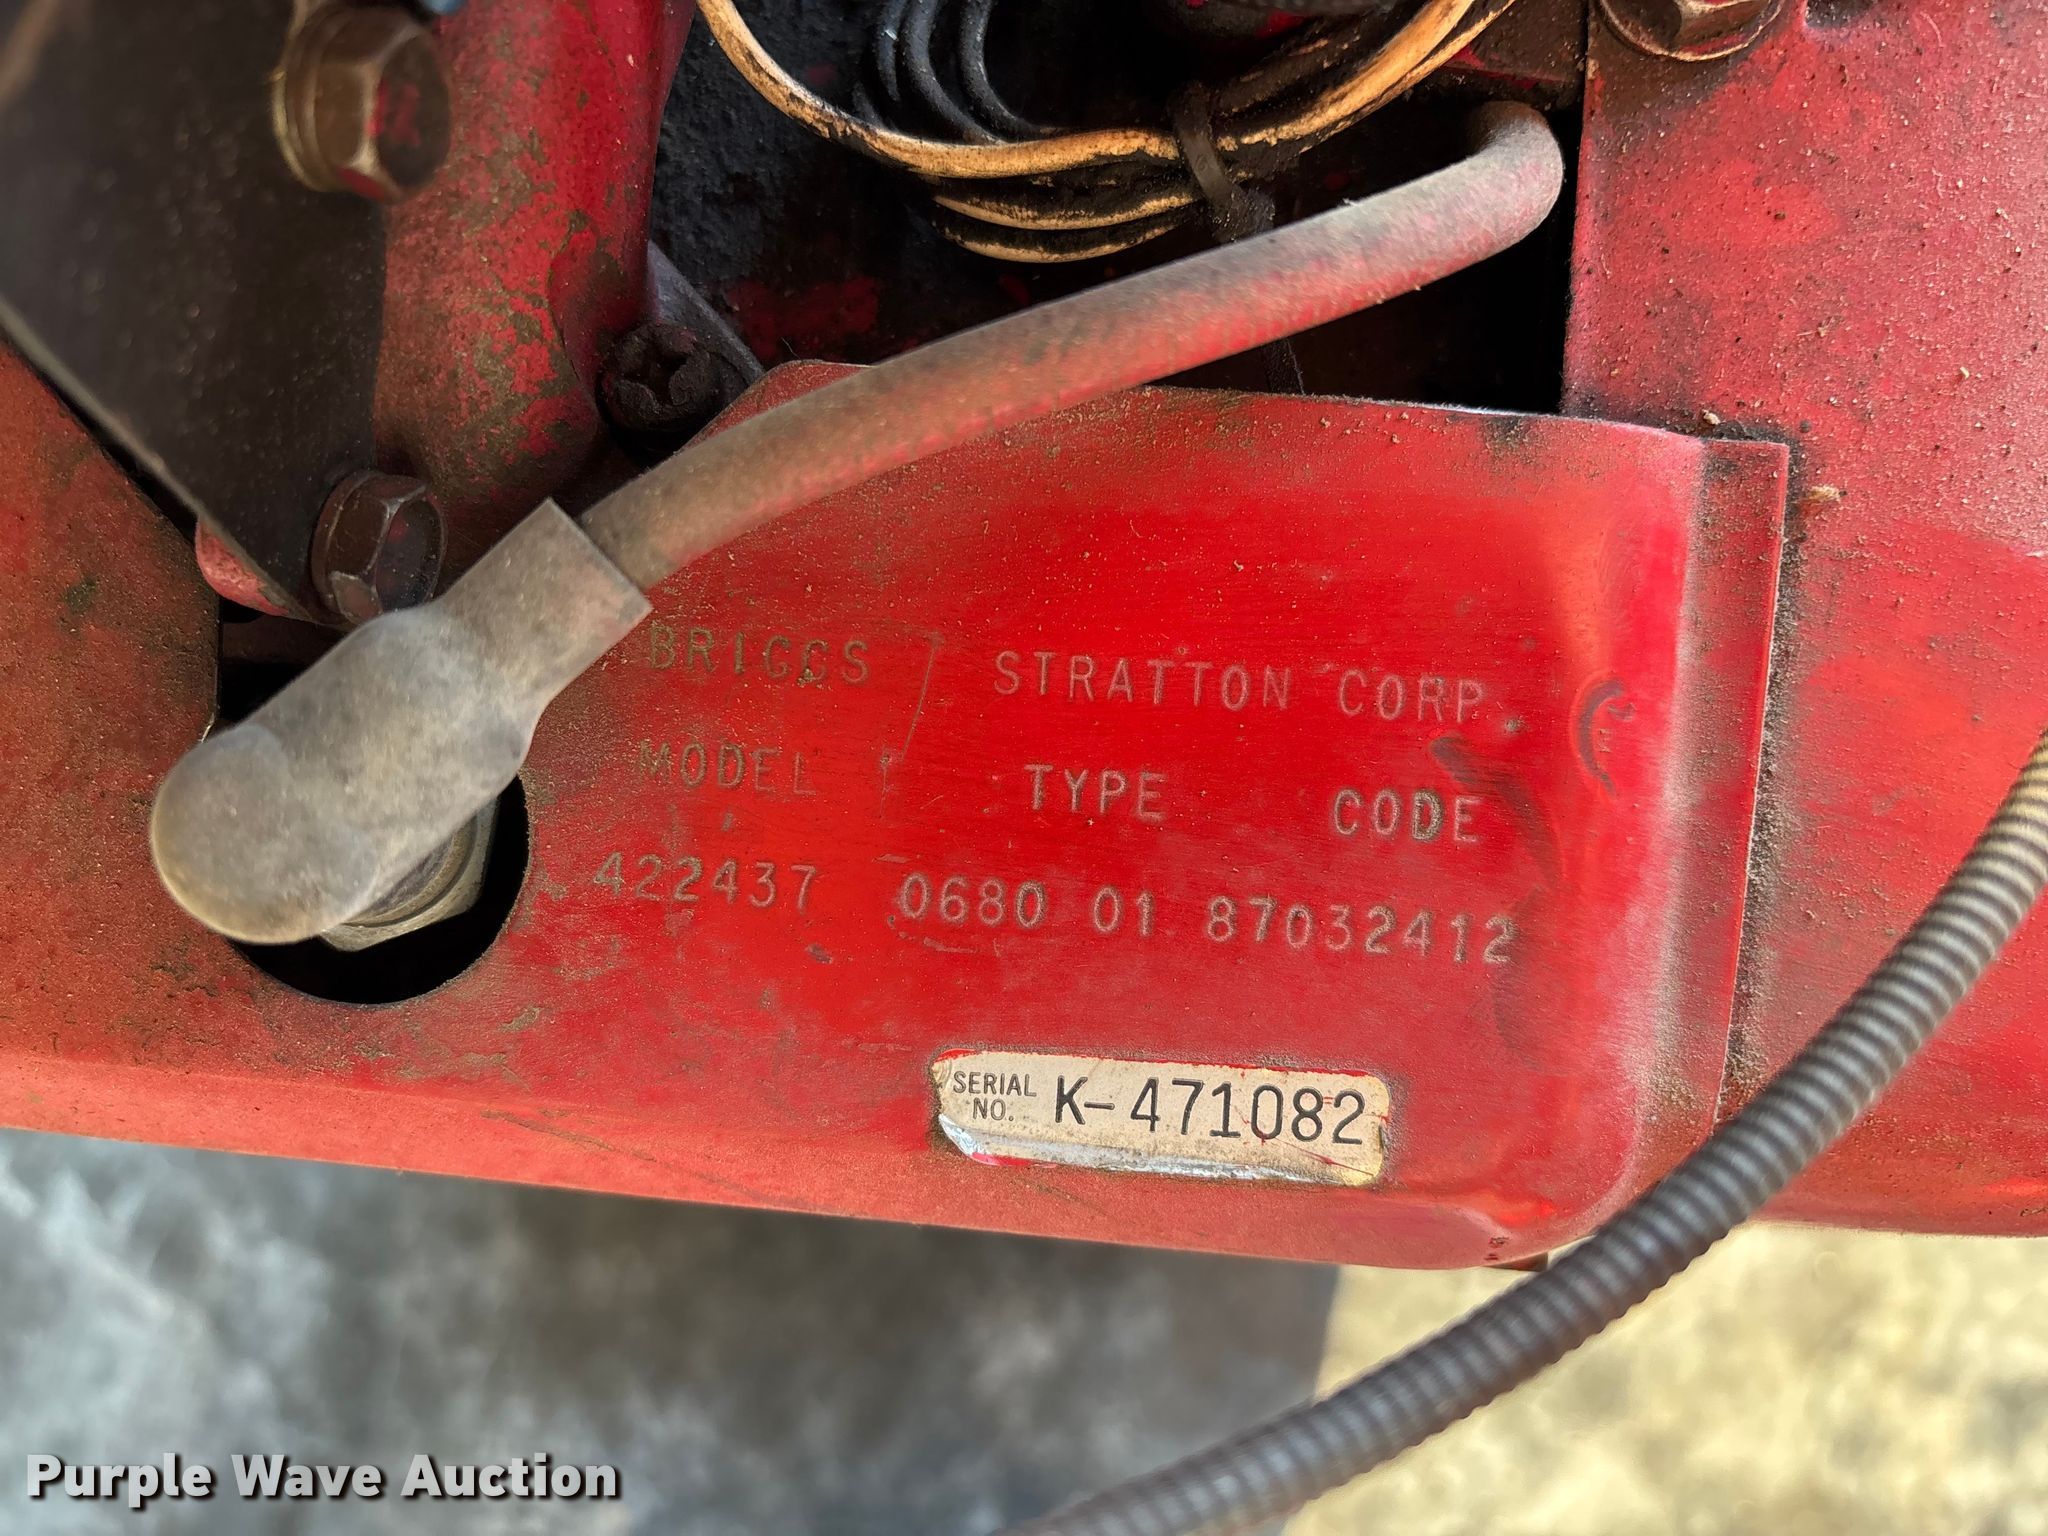 BRIGGS / STRATTON CORP.
MODEL TYPE CODE
422437 0680 01 87032412
SERIAL NO. K-471082
Purple Wave Auction